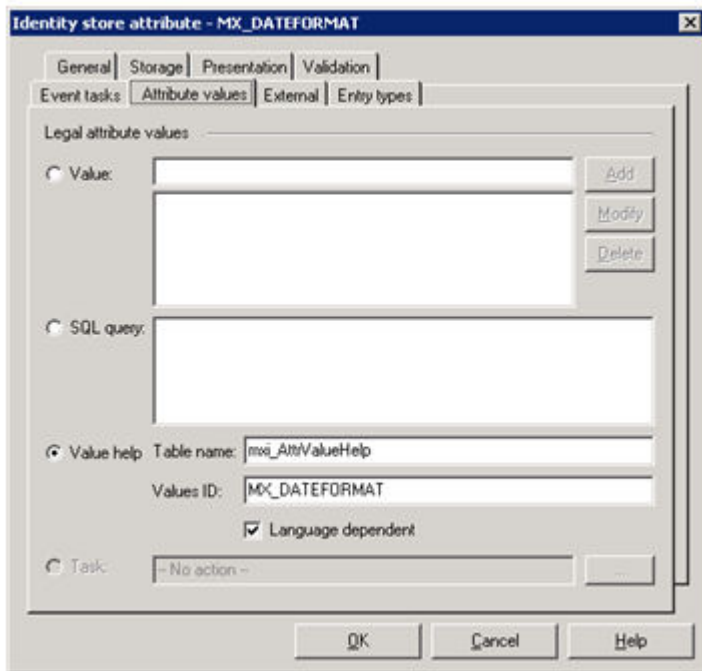 Identity store attribute - MX_DATEFORMAT
General Storage Presentation Validation
Event tasks Attribute values External Entry types
Legal attribute values
Value: Add
Modify
Delete
SQL query:
Value help Table name: mxi_AttrValueHelp
Values ID: MX_DATEFORMAT
Language dependent
Task: -- No action -- ...
OK Cancel Help